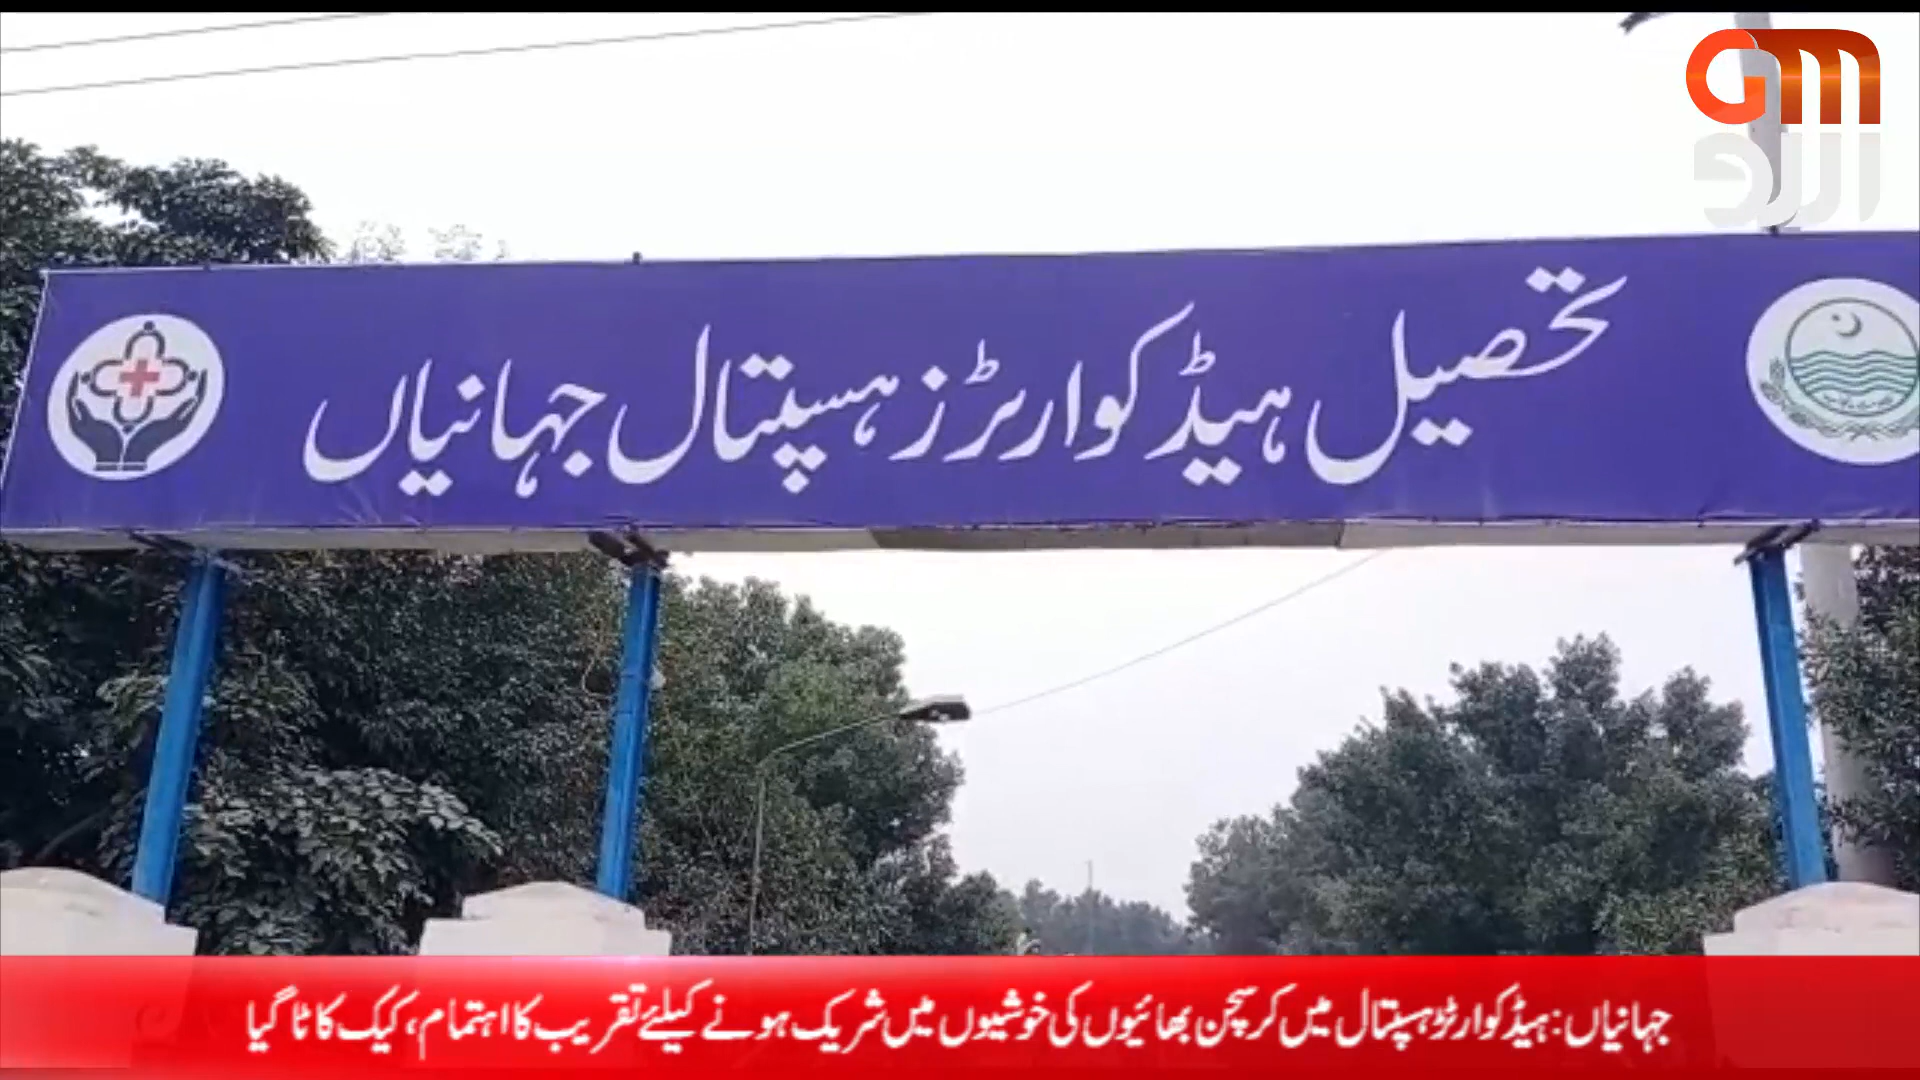 GM
تحصیل ہیڈ کوارٹرز ہسپتال جہانیاں
جہانیاں: ہیڈکوارٹر ہسپتال میں کرسچن بھائیوں کی خوشیوں میں شریک ہونے کیلئے تقریب کا اہتمام، کیک کاٹا گیا